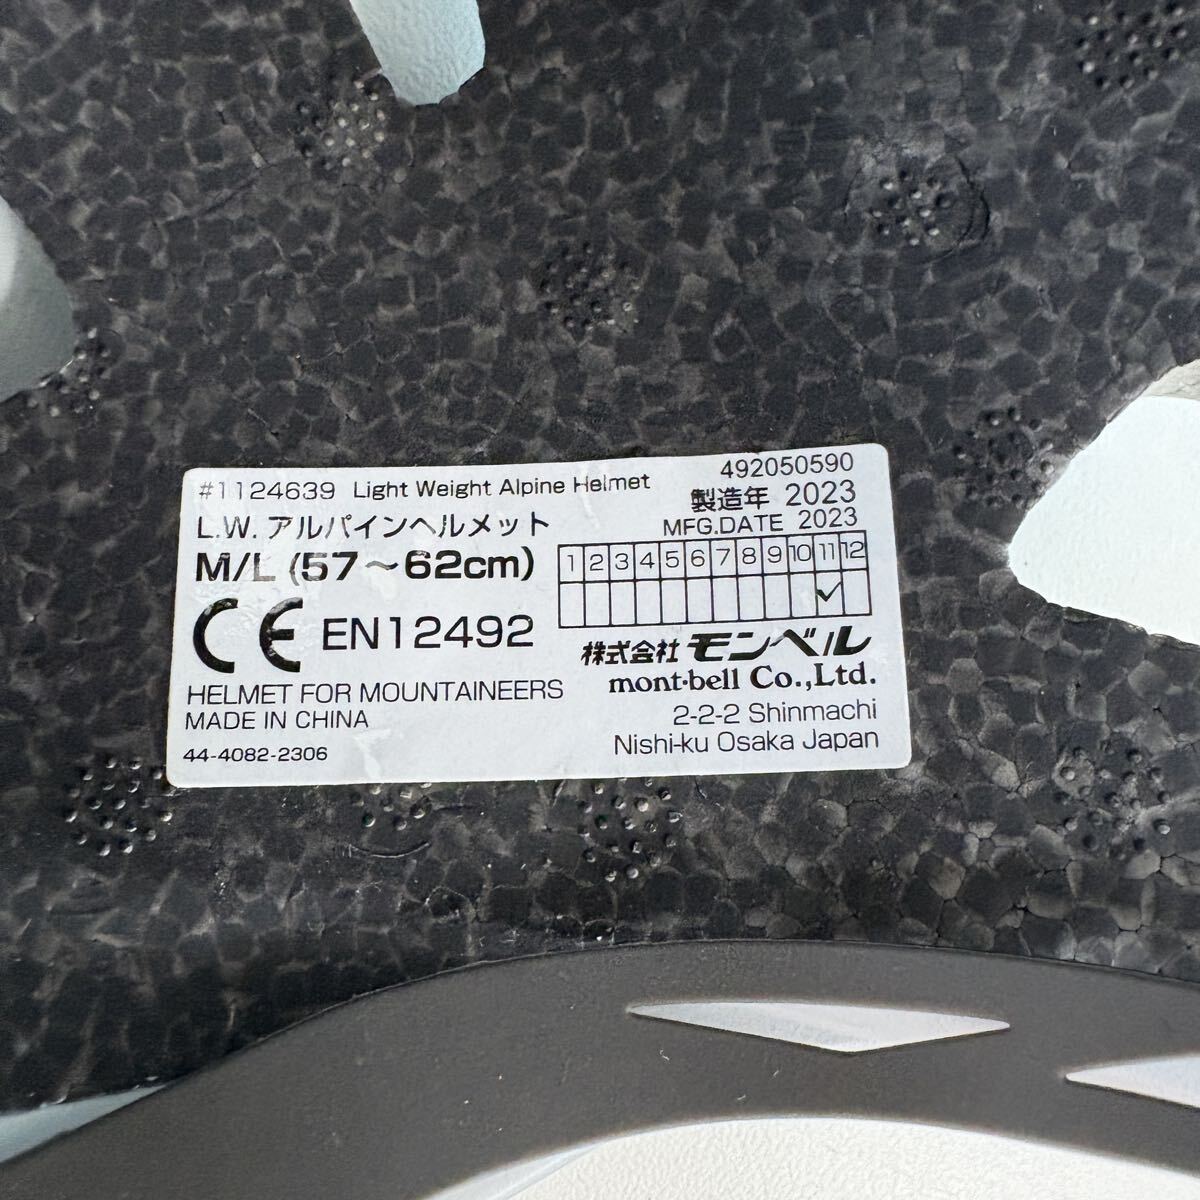 #1124639 Light Weight Alpine Helmet
492050590
L.W. アルパインヘルメット
製造年 2023
MFG.DATE 2023
M/L (57～62cm)
1 2 3 4 5 6 7 8 9 10 11 12
✓
CE EN12492
株式会社 モンベル
mont-bell Co.,Ltd.
HELMET FOR MOUNTAINEERS
MADE IN CHINA
2-2-2 Shinmachi
Nishi-ku Osaka Japan
44-4082-2306